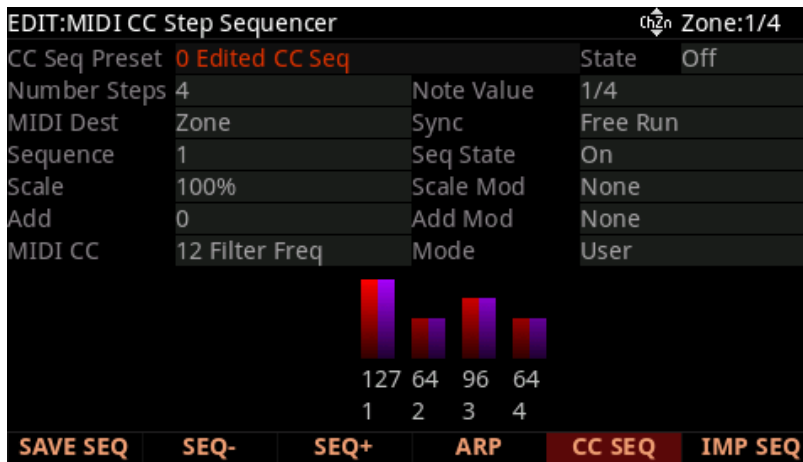 EDIT:MIDI CC Step Sequencer ChZn Zone:1/4
CC Seq Preset 0 Edited CC Seq State Off
Number Steps 4 Note Value 1/4
MIDI Dest Zone Sync Free Run
Sequence 1 Seq State On
Scale 100% Scale Mod None
Add 0 Add Mod None
MIDI CC 12 Filter Freq Mode User
127 64 96 64
1 2 3 4
SAVE SEQ SEQ- SEQ+ ARP CC SEQ IMP SEQ